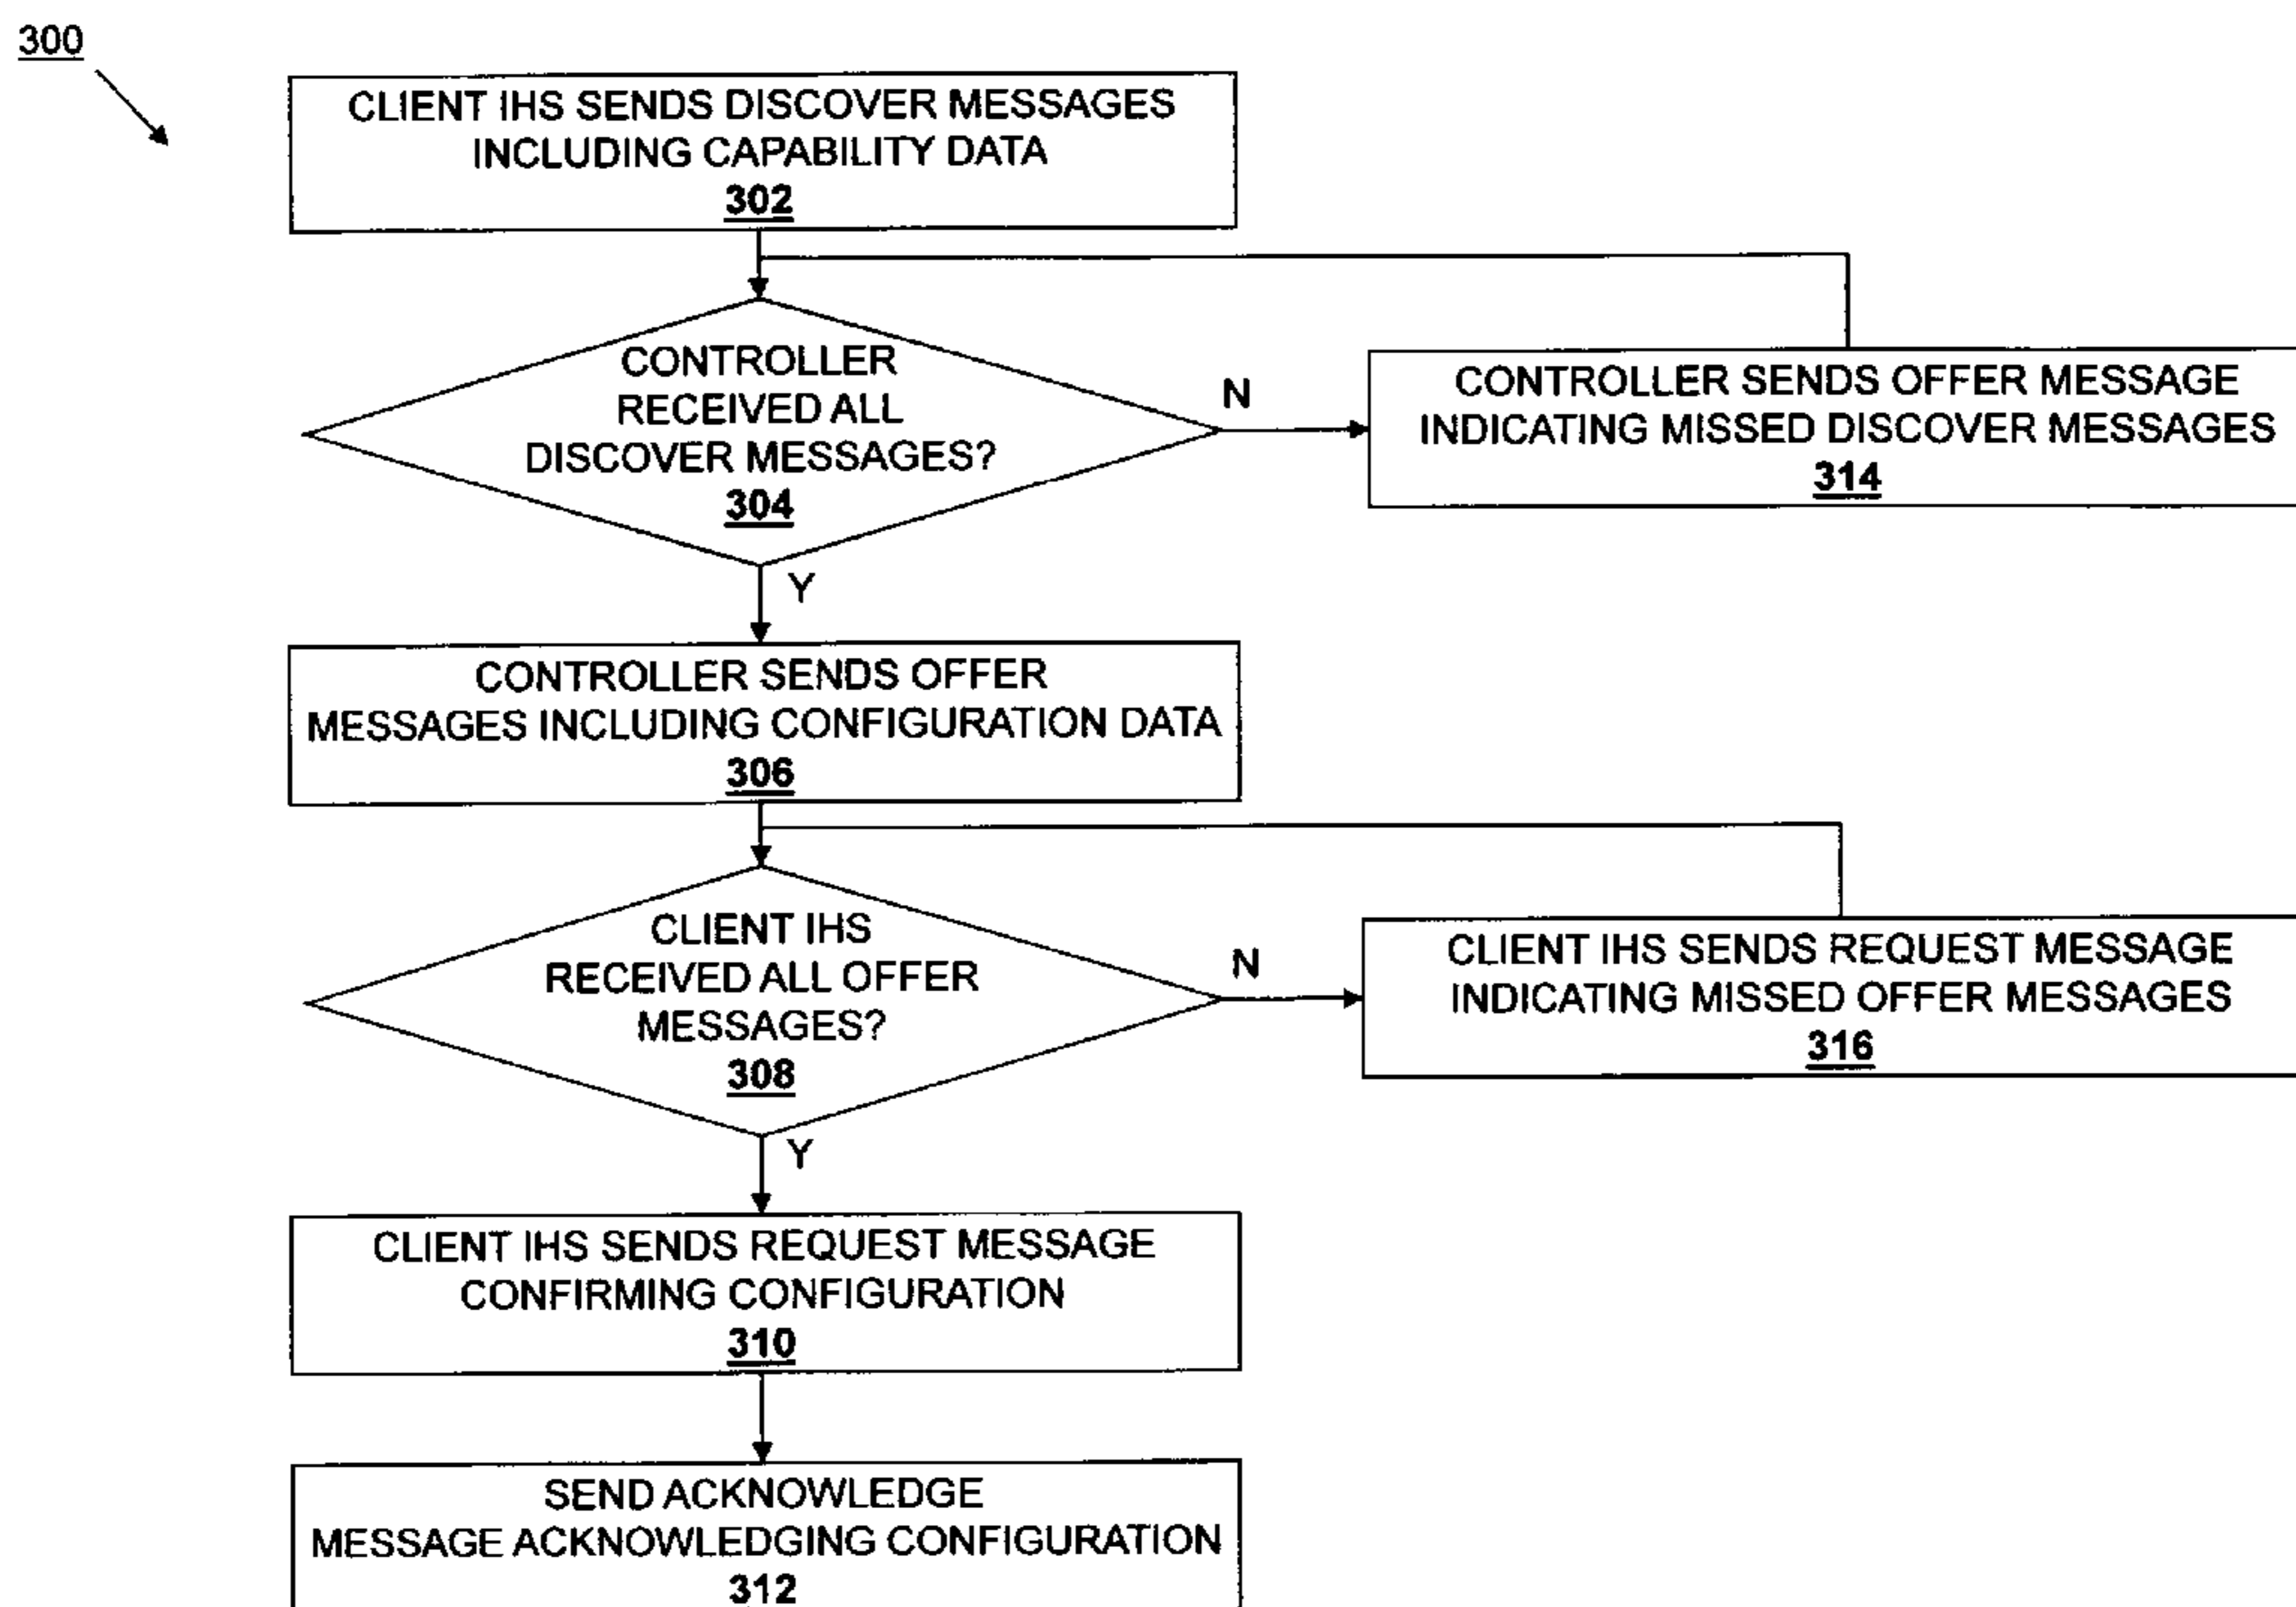 300
CLIENT IHS SENDS DISCOVER MESSAGES
INCLUDING CAPABILITY DATA
302
CONTROLLER
RECEIVED ALL
DISCOVER MESSAGES?
304
N
CONTROLLER SENDS OFFER MESSAGE
INDICATING MISSED DISCOVER MESSAGES
314
Y
CONTROLLER SENDS OFFER
MESSAGES INCLUDING CONFIGURATION DATA
306
CLIENT IHS
RECEIVED ALL OFFER
MESSAGES?
308
N
CLIENT IHS SENDS REQUEST MESSAGE
INDICATING MISSED OFFER MESSAGES
316
Y
CLIENT IHS SENDS REQUEST MESSAGE
CONFIRMING CONFIGURATION
310
SEND ACKNOWLEDGE
MESSAGE ACKNOWLEDGING CONFIGURATION
312